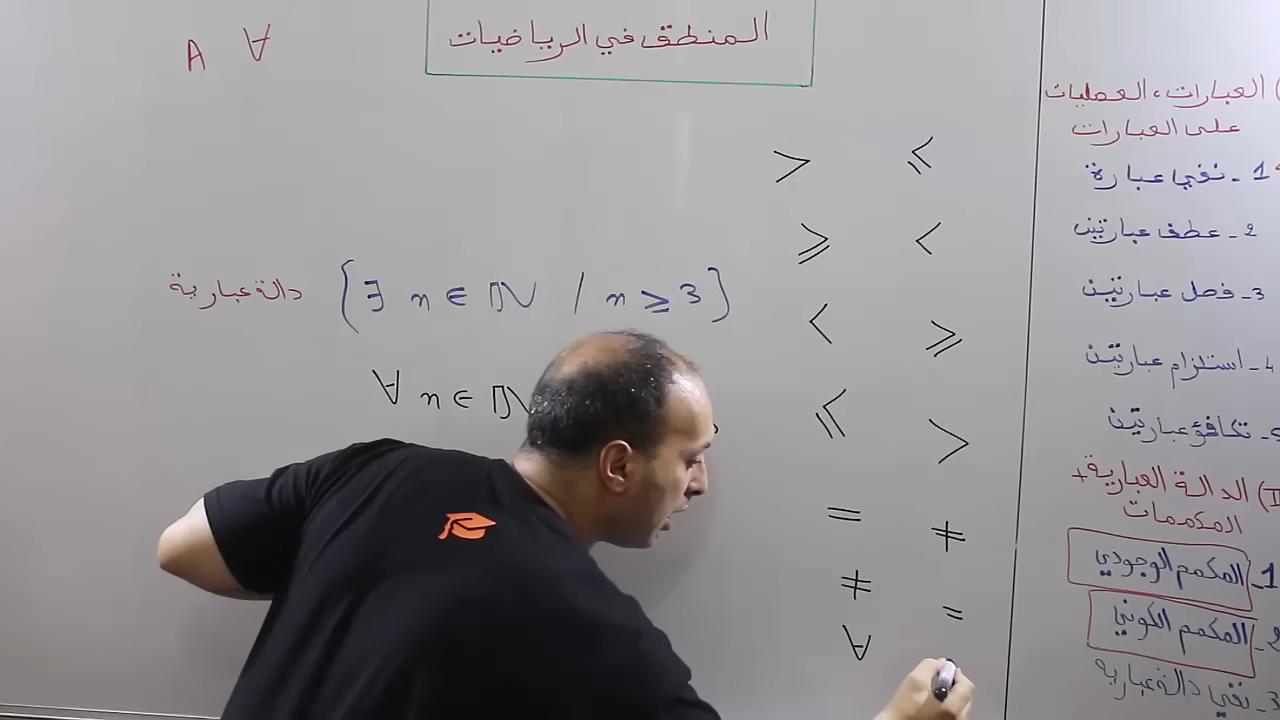 المنطق في الرياضيات
A ∀
> ⩽
⩾ <
دالة عبارية (∃ n ∈ ℕ / n ≥ 3)
< ⩾
∀ n ∈ ℕ
⩽ >
= ≠
≠ =
∀
العبارات، العمليات
على العبارات
1 - نفي عبارة
2 - عطف عبارتين
3 - فصل عبارتين
4 - استلزام عبارتين
5 - تكافؤ عبارتين
II) الدالة العبارية +
المكممات
1 - المكمم الوجودي
2 - المكمم الكوني
3 - نفي دالة عبارية